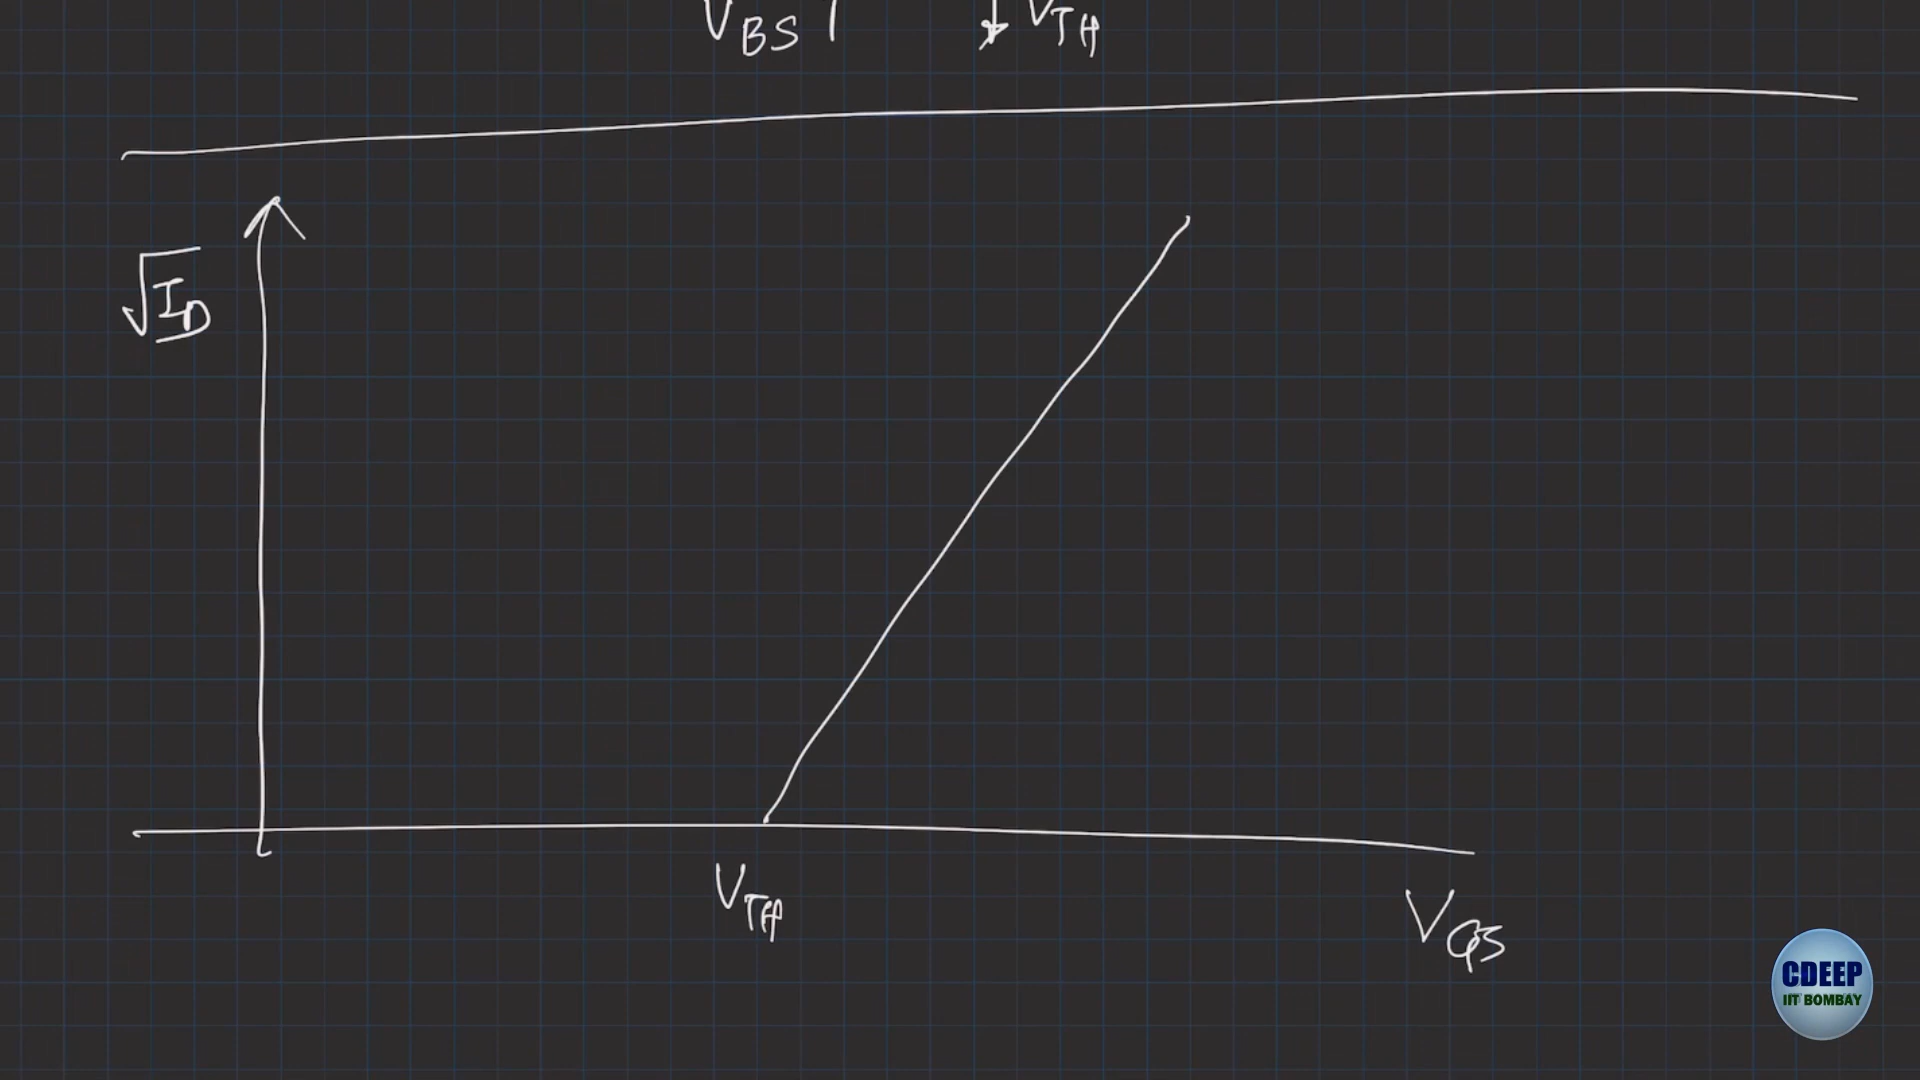 V_BS ↑ ↓ V_TH
√I_D
V_TH
V_GS
CDEEP
IIT BOMBAY